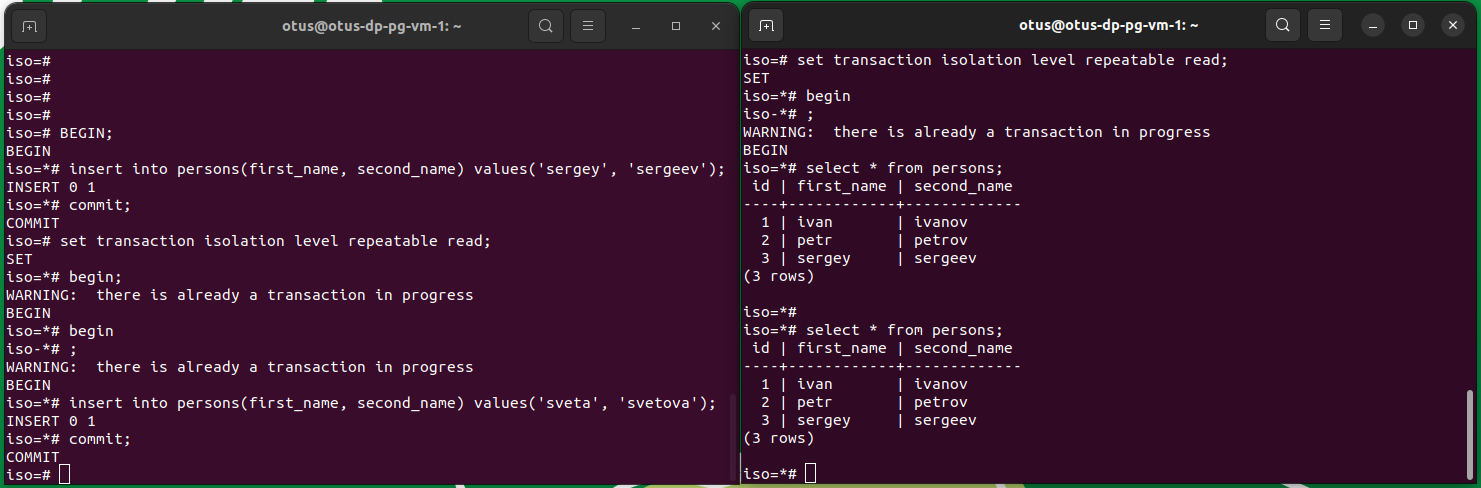 otus@otus-dp-pg-vm-1: ~
iso=#
iso=#
iso=#
iso=#
iso=# BEGIN;
BEGIN
iso=*# insert into persons(first_name, second_name) values('sergey', 'sergeev');
INSERT 0 1
iso=*# commit;
COMMIT
iso=# set transaction isolation level repeatable read;
SET
iso=*# begin;
WARNING:  there is already a transaction in progress
BEGIN
iso=*# begin
iso-*# ;
WARNING:  there is already a transaction in progress
BEGIN
iso=*# insert into persons(first_name, second_name) values('sveta', 'svetova');
INSERT 0 1
iso=*# commit;
COMMIT
iso=#
otus@otus-dp-pg-vm-1: ~
iso=# set transaction isolation level repeatable read;
SET
iso=*# begin
iso-*# ;
WARNING:  there is already a transaction in progress
BEGIN
iso=*# select * from persons;
 id | first_name | second_name
----+------------+-------------
  1 | ivan       | ivanov
  2 | petr       | petrov
  3 | sergey     | sergeev
(3 rows)
iso=*#
iso=*# select * from persons;
 id | first_name | second_name
----+------------+-------------
  1 | ivan       | ivanov
  2 | petr       | petrov
  3 | sergey     | sergeev
(3 rows)
iso=*#